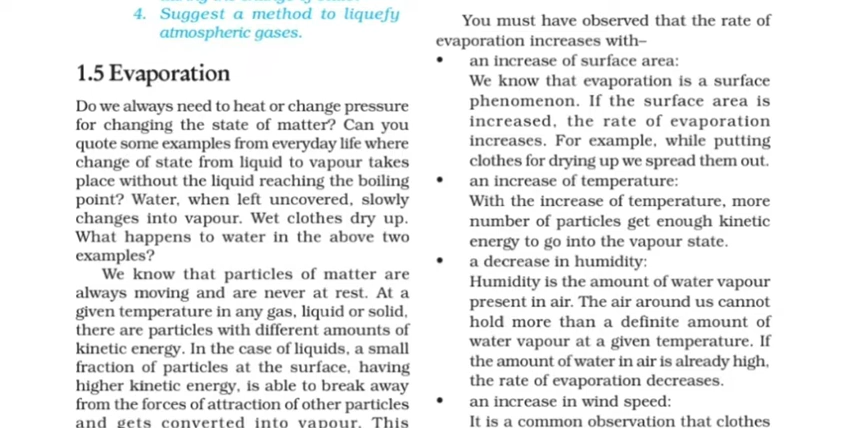 4. Suggest a method to liquefy
atmospheric gases.
1.5 Evaporation
Do we always need to heat or change pressure
for changing the state of matter? Can you
quote some examples from everyday life where
change of state from liquid to vapour takes
place without the liquid reaching the boiling
point? Water, when left uncovered, slowly
changes into vapour. Wet clothes dry up.
What happens to water in the above two
examples?
We know that particles of matter are
always moving and are never at rest. At a
given temperature in any gas, liquid or solid,
there are particles with different amounts of
kinetic energy. In the case of liquids, a small
fraction of particles at the surface, having
higher kinetic energy, is able to break away
from the forces of attraction of other particles
and gets converted into vapour. This
You must have observed that the rate of
evaporation increases with–
• an increase of surface area:
We know that evaporation is a surface
phenomenon. If the surface area is
increased, the rate of evaporation
increases. For example, while putting
clothes for drying up we spread them out.
• an increase of temperature:
With the increase of temperature, more
number of particles get enough kinetic
energy to go into the vapour state.
• a decrease in humidity:
Humidity is the amount of water vapour
present in air. The air around us cannot
hold more than a definite amount of
water vapour at a given temperature. If
the amount of water in air is already high,
the rate of evaporation decreases.
• an increase in wind speed:
It is a common observation that clothes